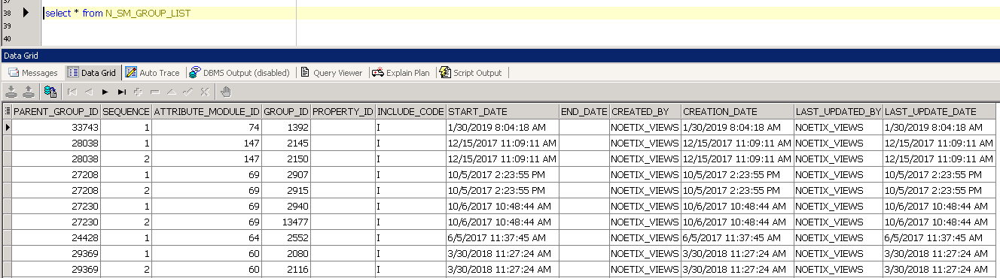 37
38 select * from N_SM_GROUP_LIST
39
40
Data Grid
Messages Data Grid Auto Trace DBMS Output (disabled) Query Viewer Explain Plan Script Output
PARENT_GROUP_ID SEQUENCE ATTRIBUTE_MODULE_ID GROUP_ID PROPERTY_ID INCLUDE_CODE START_DATE END_DATE CREATED_BY CREATION_DATE LAST_UPDATED_BY LAST_UPDATE_DATE
33743 1 74 1392 I 1/30/2019 8:04:18 AM NOETIX_VIEWS 1/30/2019 8:04:18 AM NOETIX_VIEWS 1/30/2019 8:04:18 AM
28038 1 147 2145 I 12/15/2017 11:09:11 AM NOETIX_VIEWS 12/15/2017 11:09:11 AM NOETIX_VIEWS 12/15/2017 11:09:11 AM
28038 2 147 2150 I 12/15/2017 11:09:11 AM NOETIX_VIEWS 12/15/2017 11:09:11 AM NOETIX_VIEWS 12/15/2017 11:09:11 AM
27208 1 69 2907 I 10/5/2017 2:23:55 PM NOETIX_VIEWS 10/5/2017 2:23:55 PM NOETIX_VIEWS 10/5/2017 2:23:55 PM
27208 2 69 2915 I 10/5/2017 2:23:55 PM NOETIX_VIEWS 10/5/2017 2:23:55 PM NOETIX_VIEWS 10/5/2017 2:23:55 PM
27230 1 69 2940 I 10/6/2017 10:48:44 AM NOETIX_VIEWS 10/6/2017 10:48:44 AM NOETIX_VIEWS 10/6/2017 10:48:44 AM
27230 2 69 13477 I 10/6/2017 10:48:44 AM NOETIX_VIEWS 10/6/2017 10:48:44 AM NOETIX_VIEWS 10/6/2017 10:48:44 AM
24428 1 64 2552 I 6/5/2017 11:37:45 AM NOETIX_VIEWS 6/5/2017 11:37:45 AM NOETIX_VIEWS 6/5/2017 11:37:45 AM
29369 1 60 2080 I 3/30/2018 11:27:24 AM NOETIX_VIEWS 3/30/2018 11:27:24 AM NOETIX_VIEWS 3/30/2018 11:27:24 AM
29369 2 60 2116 I 3/30/2018 11:27:24 AM NOETIX_VIEWS 3/30/2018 11:27:24 AM NOETIX_VIEWS 3/30/2018 11:27:24 AM